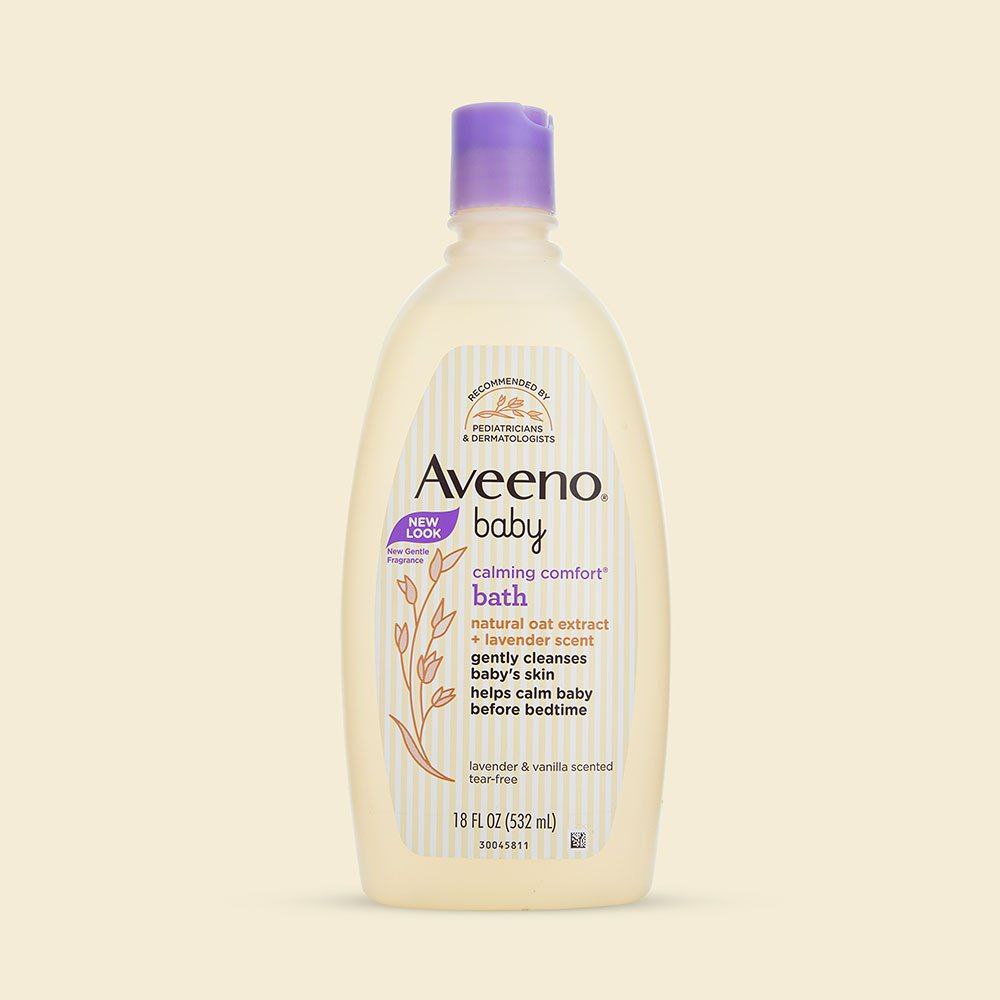 RECOMMENDED BY
PEDIATRICIANS
& DERMATOLOGISTS
Aveeno®
baby
NEW
LOOK
New Gentle
Fragrance
calming comfort®
bath
natural oat extract
+ lavender scent
gently cleanses
baby's skin
helps calm baby
before bedtime
lavender & vanilla scented
tear-free
18 FL OZ (532 mL)
30045811